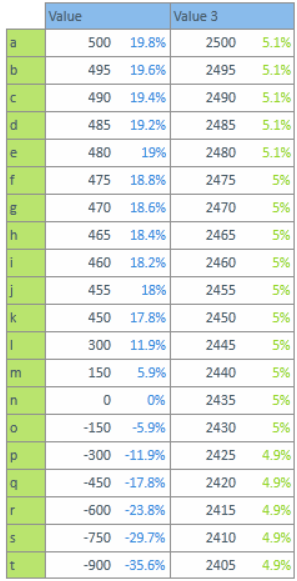 Value Value 3
a 500 19.8% 2500 5.1%
b 495 19.6% 2495 5.1%
c 490 19.4% 2490 5.1%
d 485 19.2% 2485 5.1%
e 480 19% 2480 5.1%
f 475 18.8% 2475 5%
g 470 18.6% 2470 5%
h 465 18.4% 2465 5%
i 460 18.2% 2460 5%
j 455 18% 2455 5%
k 450 17.8% 2450 5%
l 300 11.9% 2445 5%
m 150 5.9% 2440 5%
n 0 0% 2435 5%
o -150 -5.9% 2430 5%
p -300 -11.9% 2425 4.9%
q -450 -17.8% 2420 4.9%
r -600 -23.8% 2415 4.9%
s -750 -29.7% 2410 4.9%
t -900 -35.6% 2405 4.9%